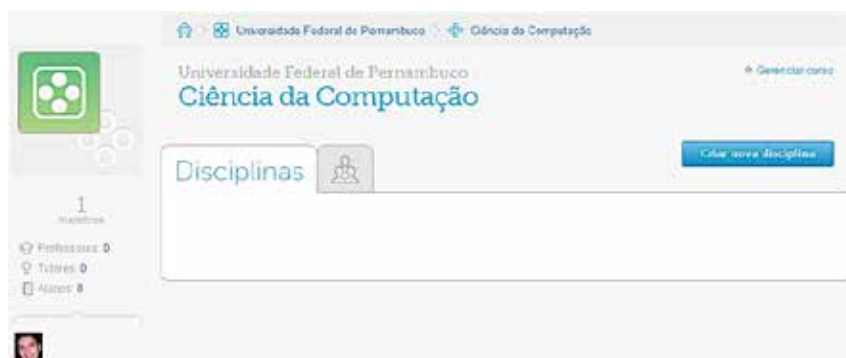 Universidade Federal de Pernambuco Ciência da Computação
Universidade Federal de Pernambuco
Gerenciar curso
Ciência da Computação
Criar nova disciplina
Disciplinas
1
membros
Professores: 0
Tutores: 0
Alunos: